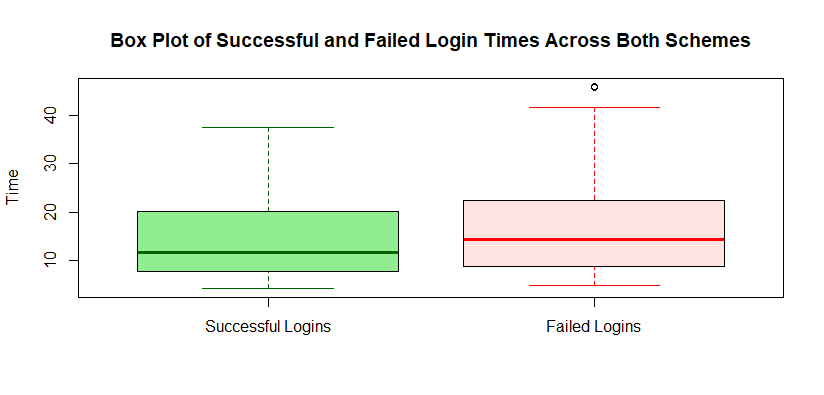 Box Plot of Successful and Failed Login Times Across Both Schemes
Time
40
30
20
10
Successful Logins
Failed Logins